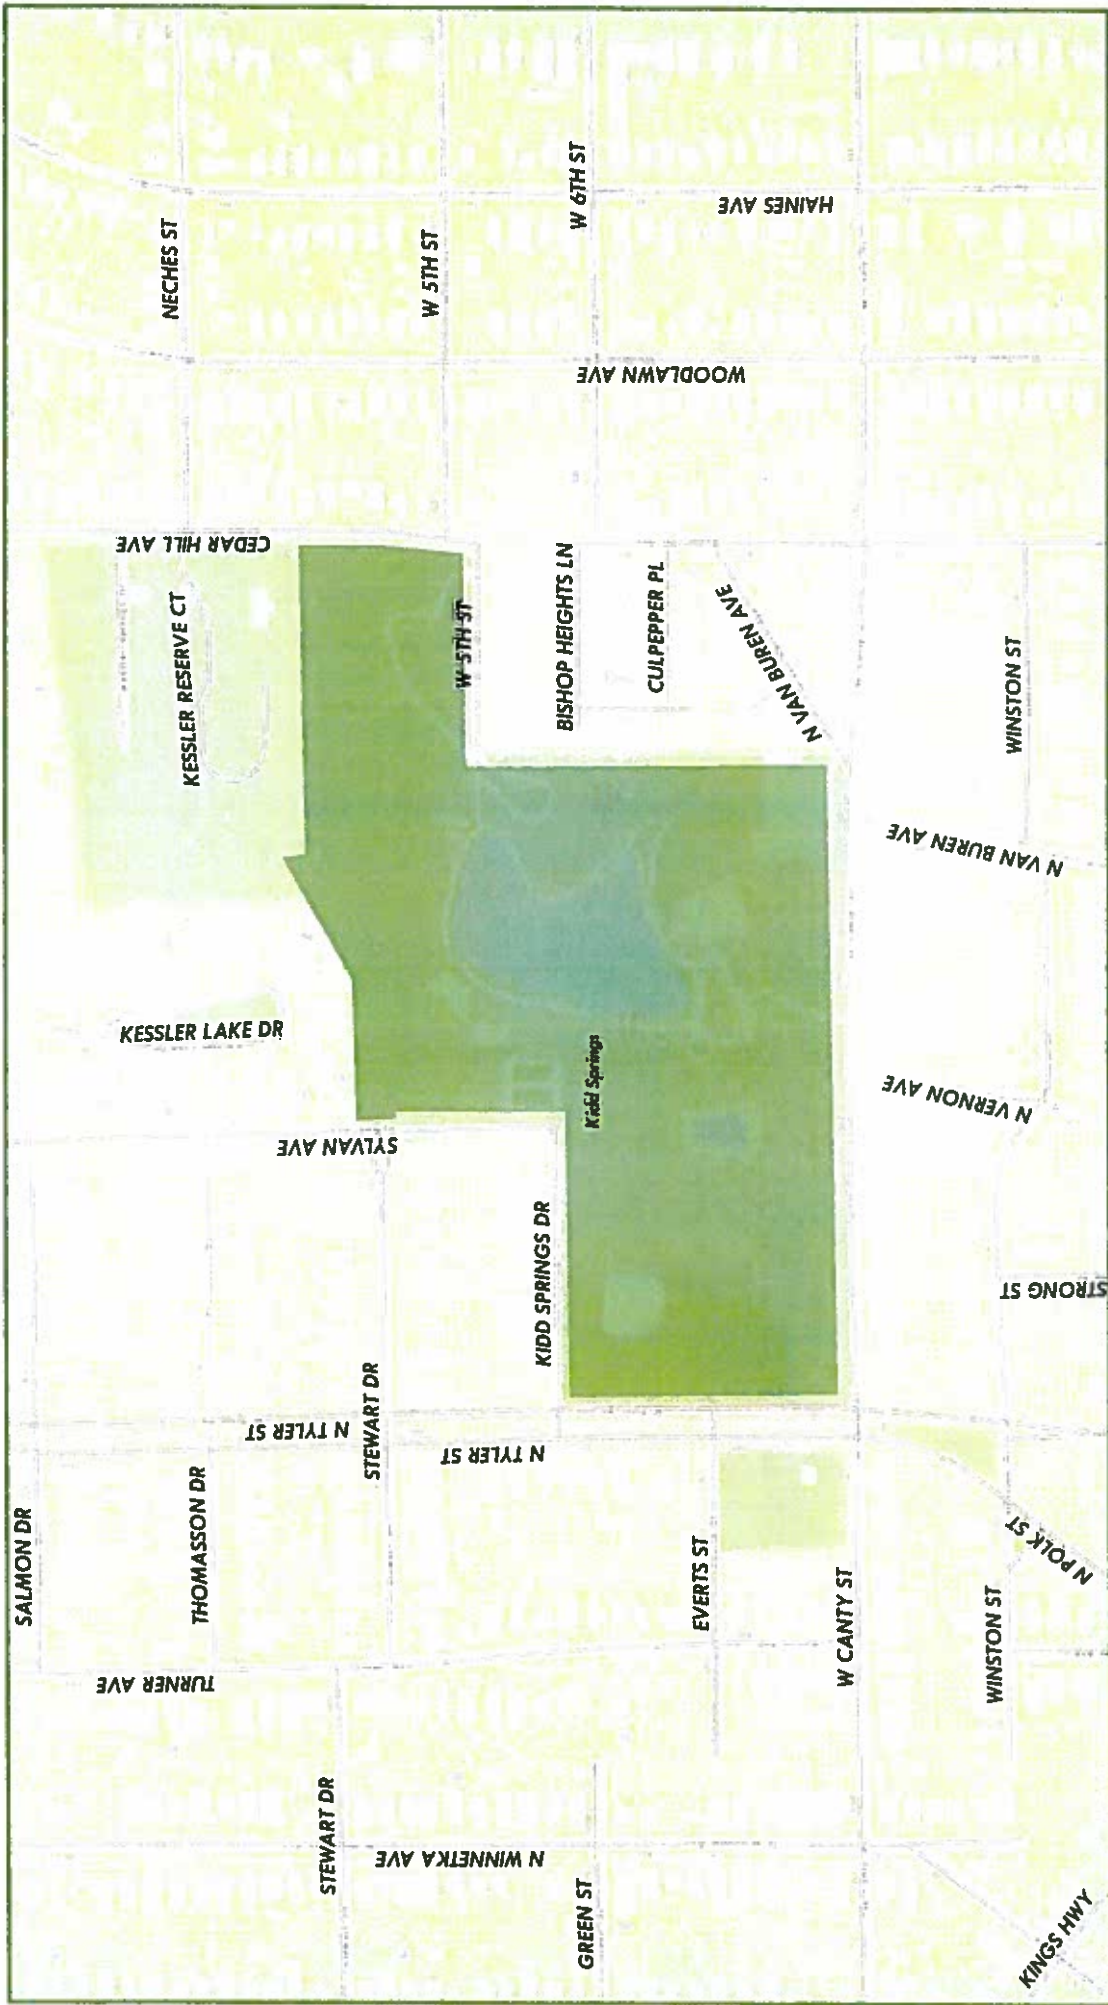 SALMON DR
THOMASSON DR
TURNER AVE
STEWART DR
N WINNETKA AVE
GREEN ST
KINGS HWY
N TYLER ST
STEWART DR
N TYLER ST
EVERTS ST
W CANTY ST
WINSTON ST
N POLK ST
STRONG ST
KIDD SPRINGS DR
SYLVAN AVE
KESSLER LAKE DR
Kidd Springs
N VERNON AVE
N VAN BUREN AVE
KESSLER RESERVE CT
CEDAR HILL AVE
W 5TH ST
BISHOP HEIGHTS LN
CULPEPPER PL
N VAN BUREN AVE
WINSTON ST
NECHES ST
W 5TH ST
W 6TH ST
WOODLAWN AVE
HAINES AVE